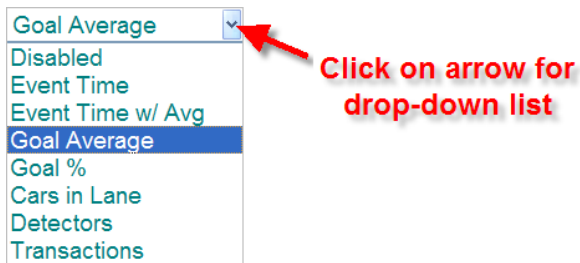 Goal Average
Disabled
Event Time
Event Time w/ Avg
Goal Average
Goal %
Cars in Lane
Detectors
Transactions
Click on arrow for
drop-down list